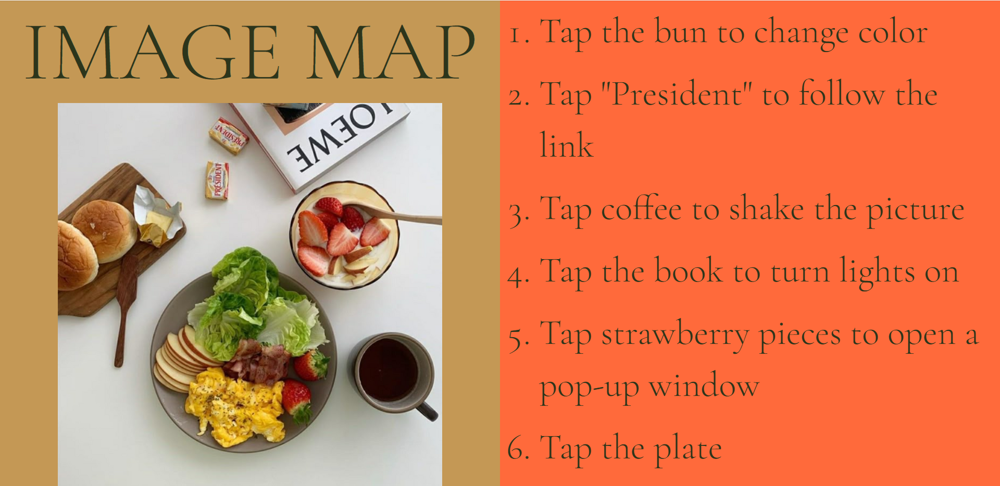 IMAGE MAP
PRÉSIDENT
PRÉSIDENT
LOEWE
1. Tap the bun to change color
2. Tap "President" to follow the
link
3. Tap coffee to shake the picture
4. Tap the book to turn lights on
5. Tap strawberry pieces to open a
pop-up window
6. Tap the plate